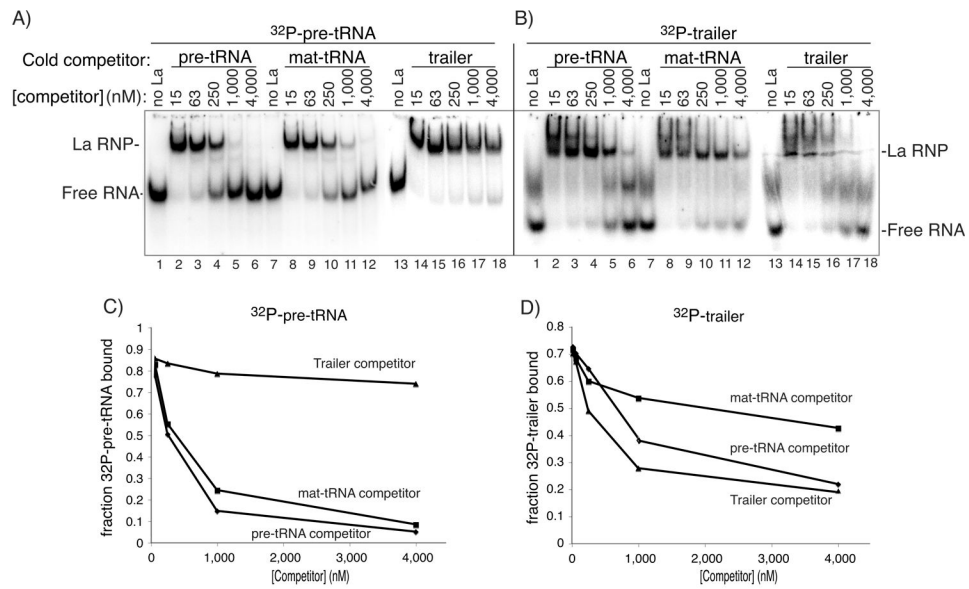 A)
32P-pre-tRNA
Cold competitor: pre-tRNA mat-tRNA trailer
[competitor] (nM): no La 15 63 250 1,000 4,000 no La 15 63 250 1,000 4,000 no La 15 63 250 1,000 4,000
La RNP-
Free RNA-
1 2 3 4 5 6 7 8 9 10 11 12 13 14 15 16 17 18
B)
32P-trailer
pre-tRNA mat-tRNA trailer
no La 15 63 250 1,000 4,000 no La 15 63 250 1,000 4,000 no La 15 63 250 1,000 4,000
-La RNP
-Free RNA
1 2 3 4 5 6 7 8 9 10 11 12 13 14 15 16 17 18
C)
32P-pre-tRNA
fraction 32P-pre-tRNA bound
1
0.9
0.8
0.7
0.6
0.5
0.4
0.3
0.2
0.1
0
Trailer competitor
mat-tRNA competitor
pre-tRNA competitor
0 1,000 2,000 3,000 4,000
[Competitor] (nM)
D)
32P-trailer
fraction 32P-trailer bound
0.8
0.7
0.6
0.5
0.4
0.3
0.2
0.1
0
mat-tRNA competitor
pre-tRNA competitor
Trailer competitor
0 1,000 2,000 3,000 4,000
[Competitor] (nM)